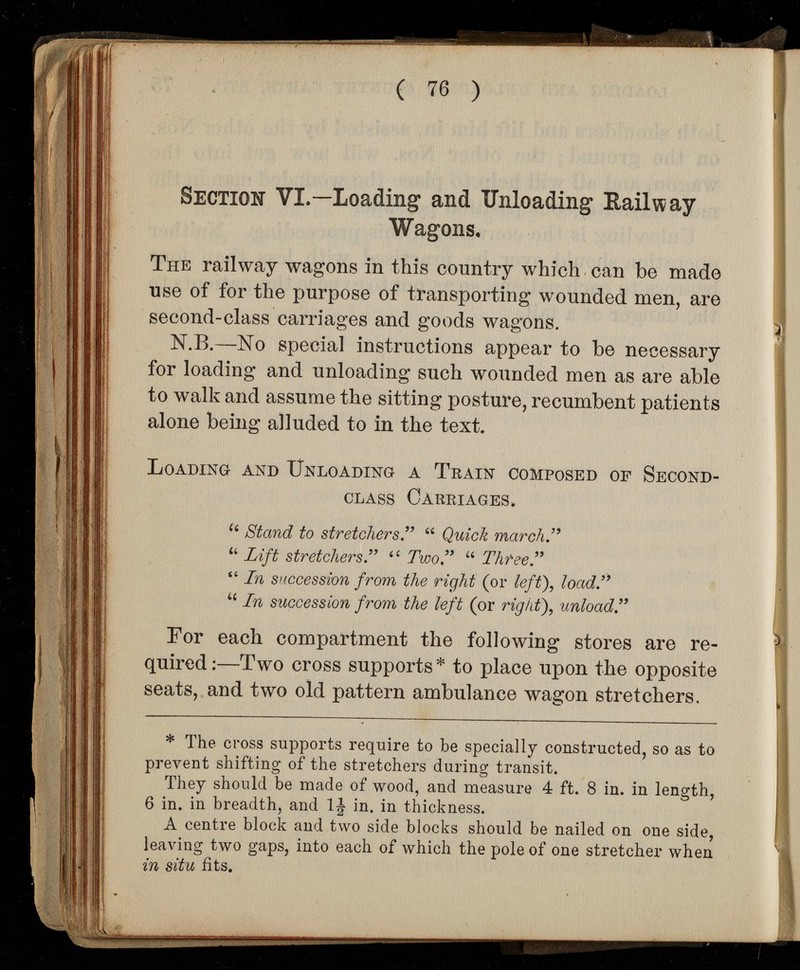 ( 76 )
SECTION VI.—Loading and Unloading Railway
Wagons.
THE railway wagons in this country which can be made
use of for the purpose of transporting wounded men, are
second-class carriages and goods wagons.
N.B.—No special instructions appear to be necessary
for loading and unloading such wounded men as are able
to walk and assume the sitting posture, recumbent patients
alone being alluded to in the text.
LOADING AND UNLOADING A TRAIN COMPOSED OF SECOND-
CLASS CARRIAGES.
“ Stand to stretchers.” “ Quick march.”
“ Lift stretchers.” “ Two.” “ Three.”
“ In succession from the right (or left), load.”
“ In succession from the left (or right), unload.”
For each compartment the following stores are re-
quired:—Two cross supports* to place upon the opposite
seats, and two old pattern ambulance wagon stretchers.
* The cross supports require to be specially constructed, so as to
prevent shifting of the stretchers during transit.
They should be made of wood, and measure 4 ft. 8 in. in length,
6 in. in breadth, and 1½ in. in thickness.
A centre block and two side blocks should be nailed on one side,
leaving two gaps, into each of which the pole of one stretcher when
in situ fits.